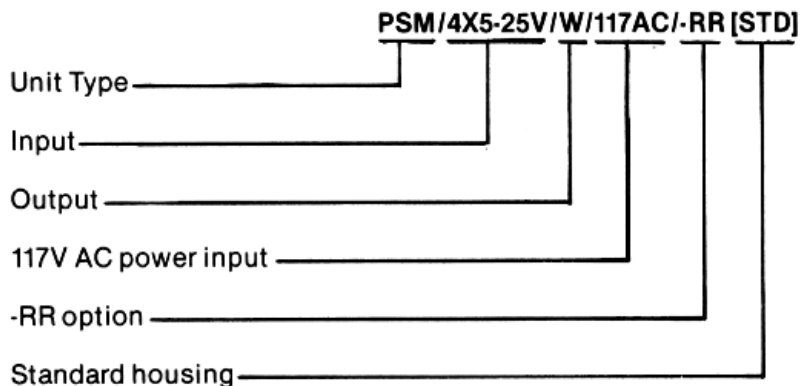 PSM/4X5-25V/W/117AC/-RR[STD]
Unit Type
Input
Output
117V AC power input
-RR option
Standard housing